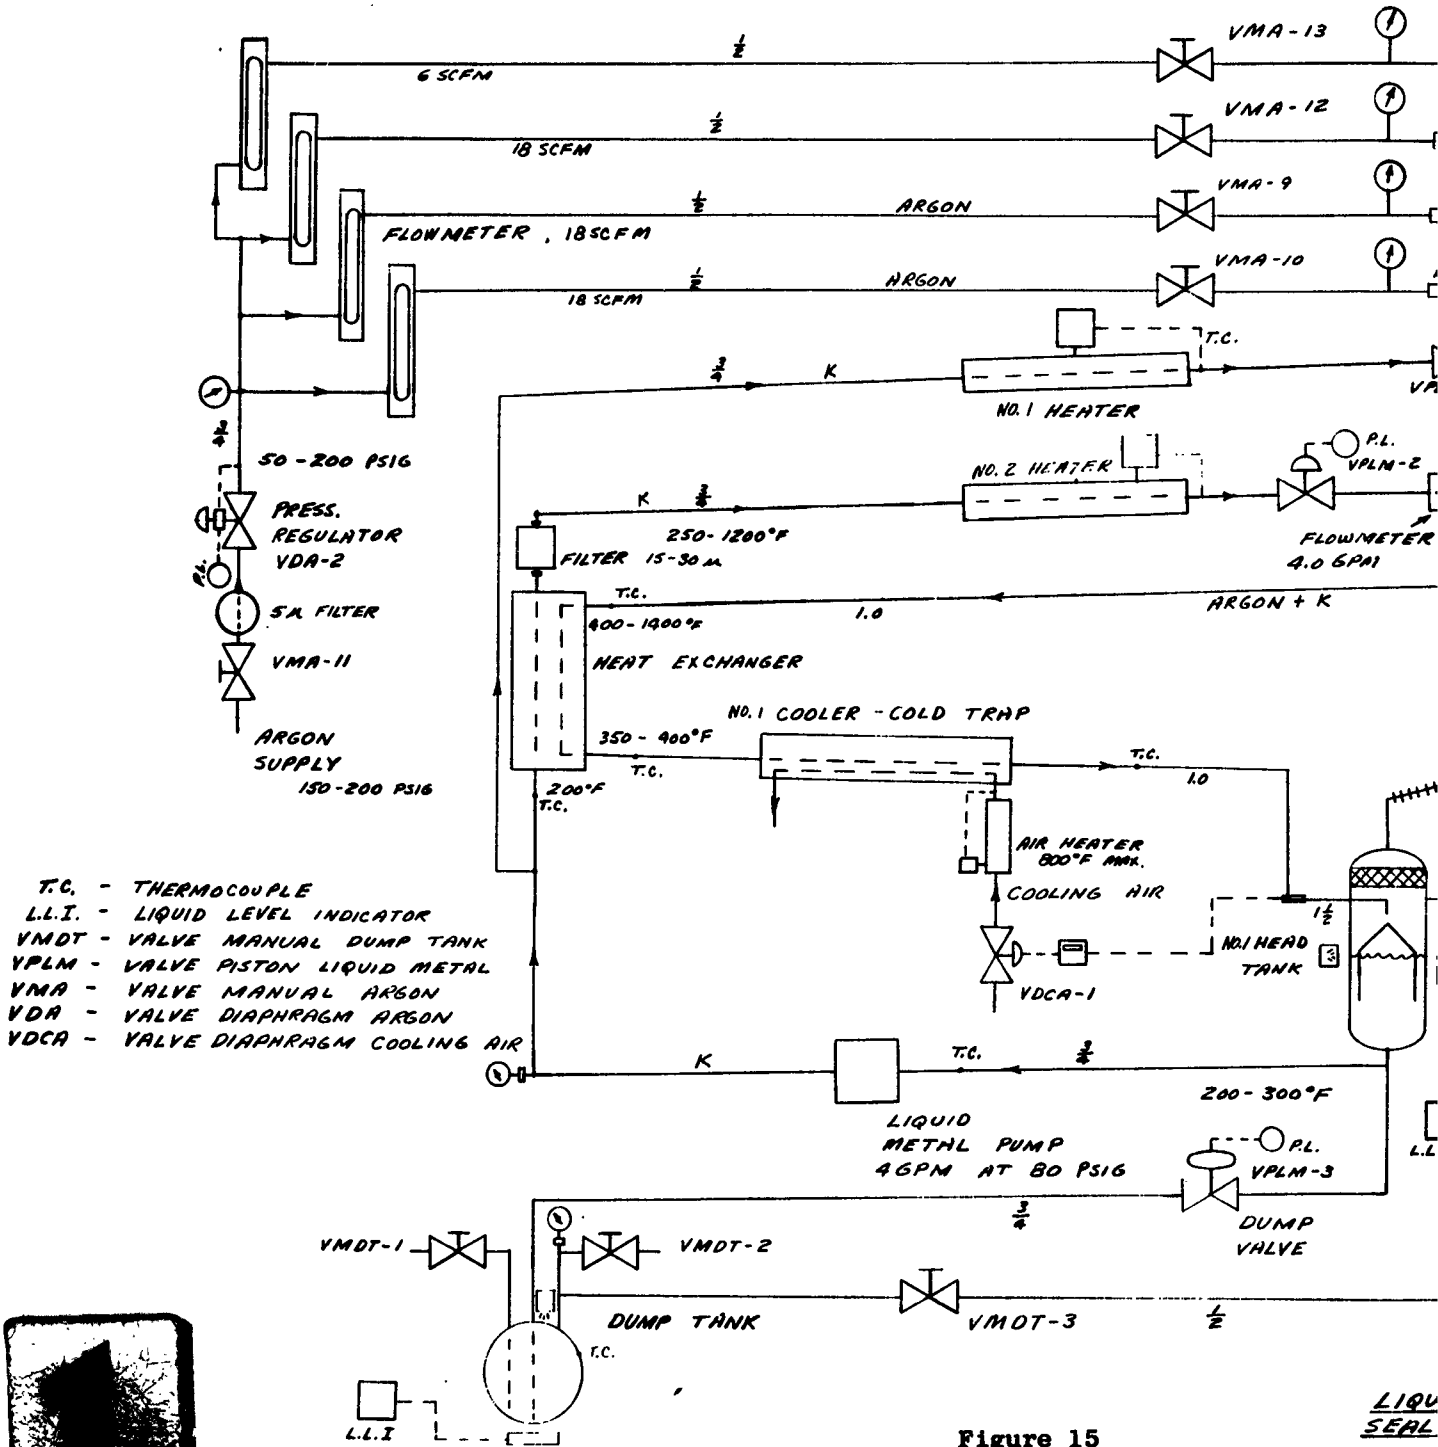 1/2
VMA-13
6 SCFM
1/2
VMA-12
18 SCFM
1/2
ARGON
VMA-9
FLOWMETER, 18 SCFM
1/2
ARGON
VMA-10
18 SCFM
T.C.
3/4
K
NO. 1 HEATER
3/4
50-200 PSIG
PRESS.
REGULATOR
VDA-2
P.L.
5µ FILTER
VMA-11
ARGON
SUPPLY
150-200 PSIG
NO. 2 HEATER
P.L.
VPLM-2
K
3/4
250-1200°F
FILTER 15-30 µ
FLOWMETER
4.0 GPM
T.C.
1.0
ARGON + K
400-1400°F
HEAT EXCHANGER
NO. 1 COOLER - COLD TRAP
350-400°F
T.C.
T.C.
1.0
200°F
T.C.
AIR HEATER
800°F MAX.
COOLING AIR
1 1/2
NO. 1 HEAD
TANK
VDCA-1
T.C. - THERMOCOUPLE
L.L.I. - LIQUID LEVEL INDICATOR
VMDT - VALVE MANUAL DUMP TANK
VPLM - VALVE PISTON LIQUID METAL
VMA - VALVE MANUAL ARGON
VDA - VALVE DIAPHRAGM ARGON
VDCA - VALVE DIAPHRAGM COOLING AIR
K
T.C.
3/4
200-300°F
LIQUID
METAL PUMP
4 GPM AT 80 PSIG
P.L.
VPLM-3
L.L
3/4
DUMP
VALVE
VMDT-1
VMDT-2
DUMP TANK
VMDT-3
1/2
T.C.
L.L.I
LIQU
SEAL
Figure 15